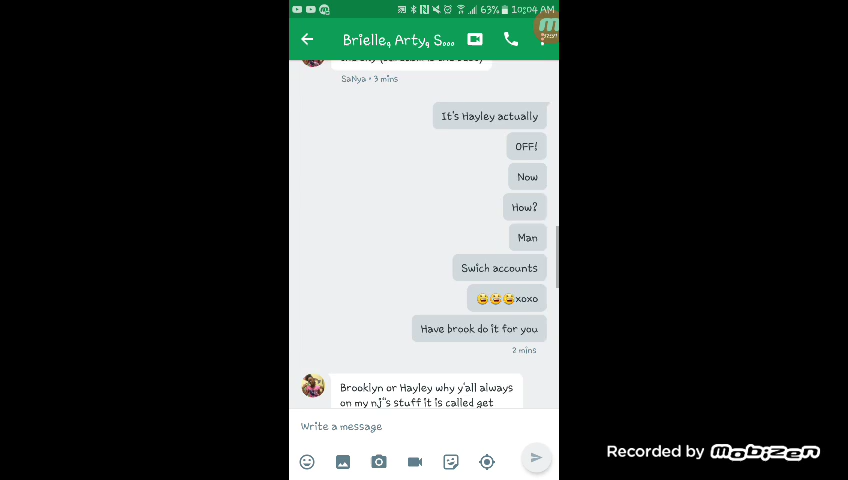 63% 10:04 AM
Brielle, Arty, S...
SaNya • 3 mins
It's Hayley actually
OFF!
Now
How?
Man
Swich accounts
😅😅😅xoxo
Have brook do it for you
2 mins
Brooklyn or Hayley why y'all always
on my nj"s stuff it is called get
Write a message
Recorded by mobizen